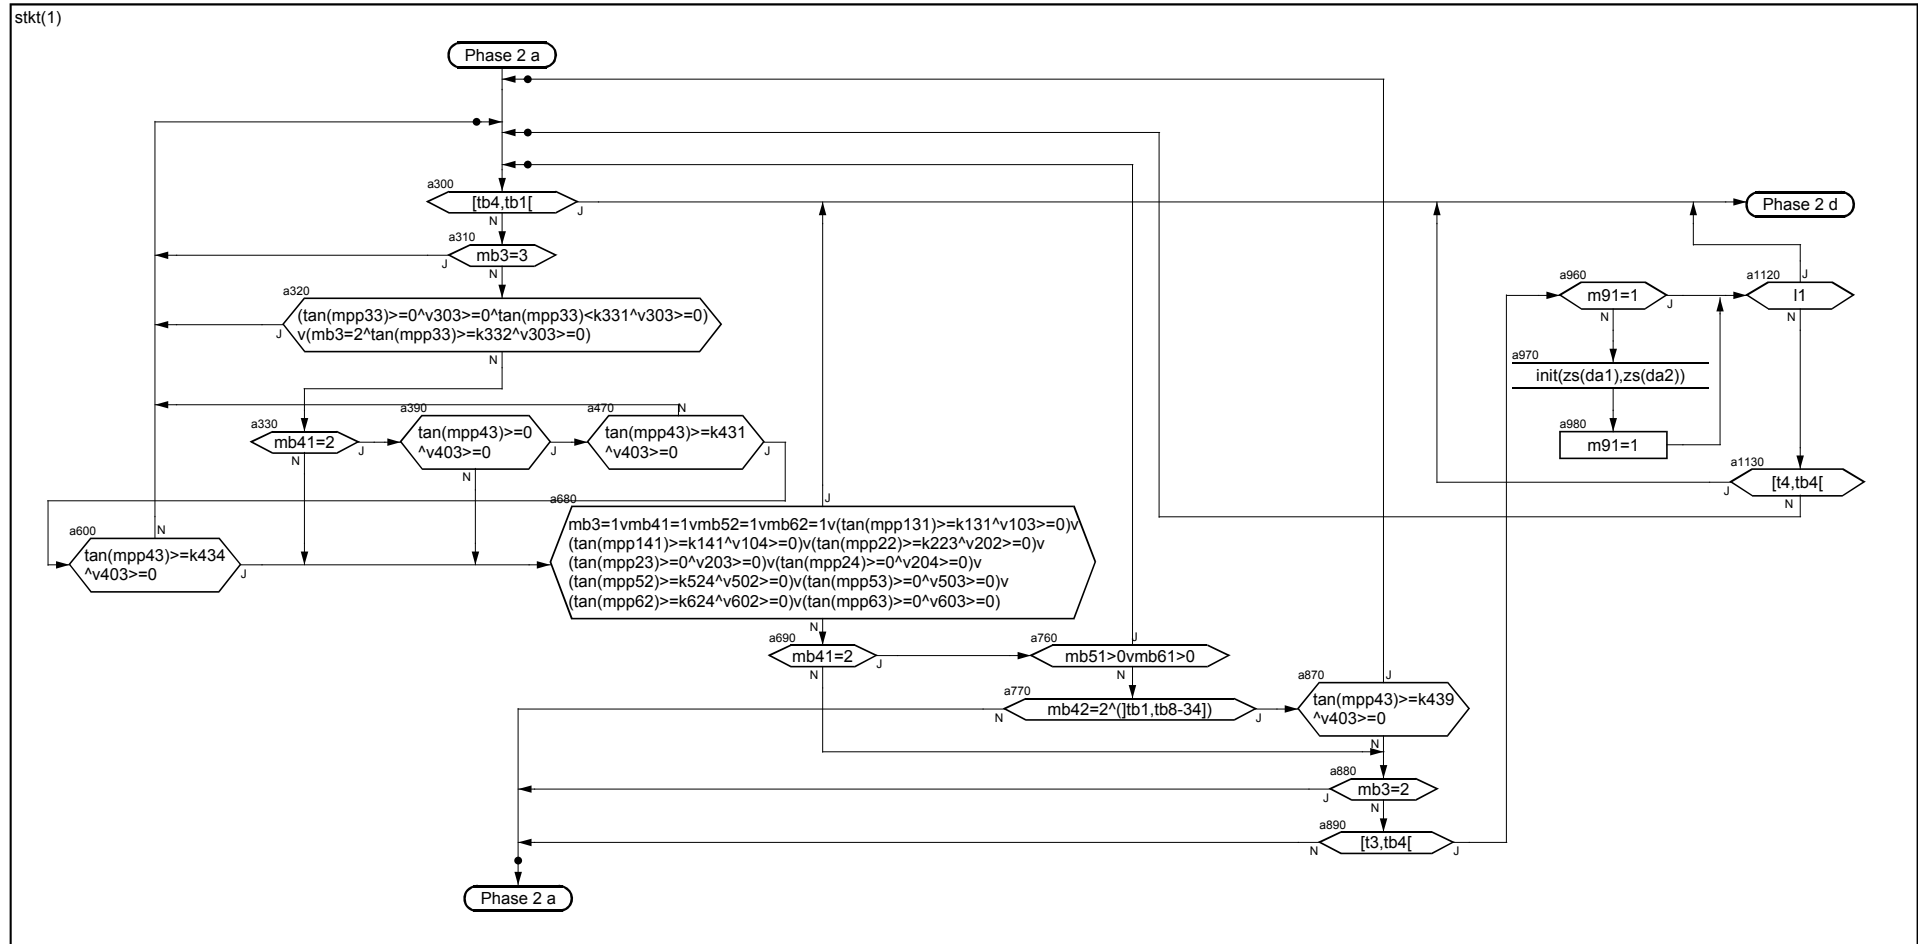 stkt(1)
Phase 2 a
a300
[tb4,tb1[
J
N
Phase 2 d
a310
mb3=3
J
N
a320
(tan(mpp33)>=0^v303>=0^tan(mpp33)<k331^v303>=0)
v(mb3=2^tan(mpp33)>=k332^v303>=0)
J
N
a960
m91=1
J
N
a1120
J
l1
N
a970
init(zs(da1),zs(da2))
a980
m91=1
a330
mb41=2
J
N
a390
tan(mpp43)>=0
^v403>=0
J
N
a470
N
tan(mpp43)>=k431
^v403>=0
J
a1130
[t4,tb4[
J
N
a600
N
tan(mpp43)>=k434
^v403>=0
J
a680
J
mb3=1vmb41=1vmb52=1vmb62=1v(tan(mpp131)>=k131^v103>=0)v
(tan(mpp141)>=k141^v104>=0)v(tan(mpp22)>=k223^v202>=0)v
(tan(mpp23)>=0^v203>=0)v(tan(mpp24)>=0^v204>=0)v
(tan(mpp52)>=k524^v502>=0)v(tan(mpp53)>=0^v503>=0)v
(tan(mpp62)>=k624^v602>=0)v(tan(mpp63)>=0^v603>=0)
N
a690
mb41=2
J
N
a760
J
mb51>0vmb61>0
N
a770
mb42=2^(]tb1,tb8-34])
N
J
a870
J
tan(mpp43)>=k439
^v403>=0
N
a880
mb3=2
J
N
a890
[t3,tb4[
N
J
Phase 2 a